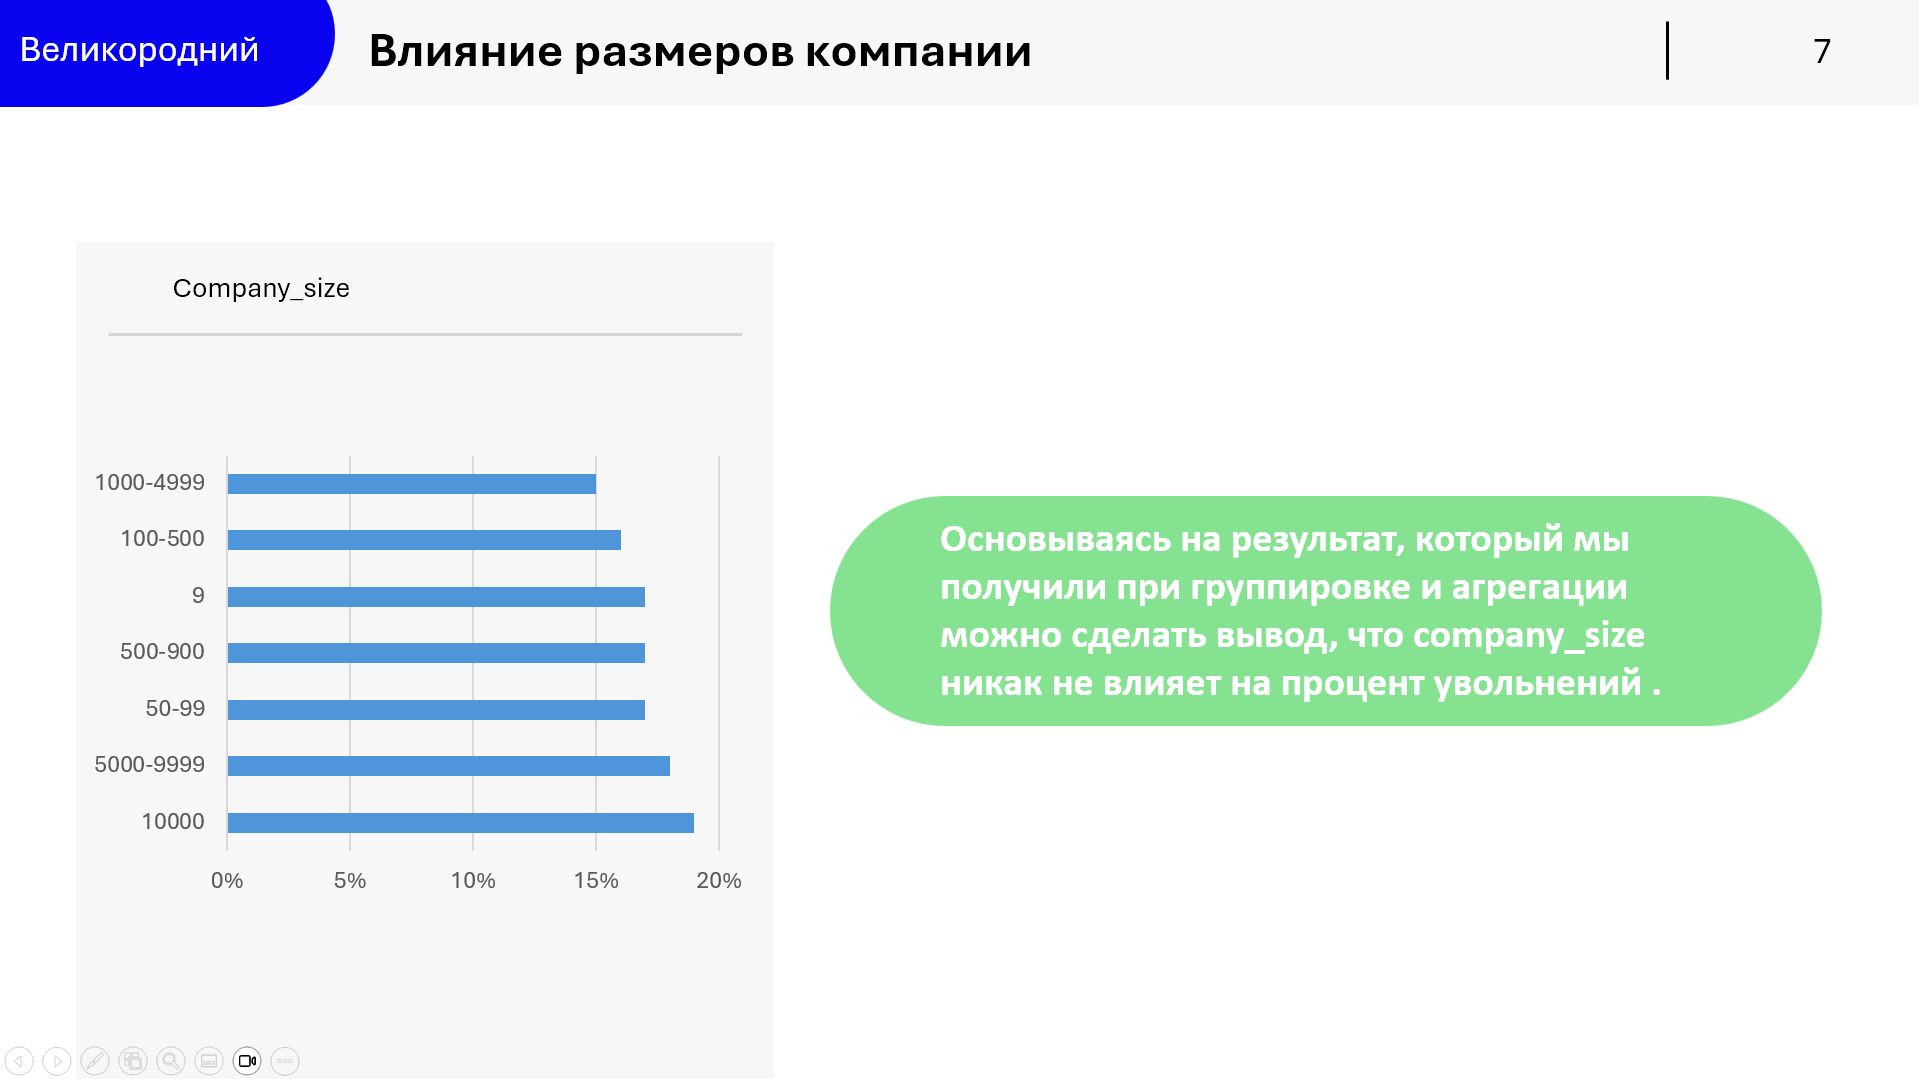 Великородний
Влияние размеров компании
7
Company_size
1000-4999
100-500
9
500-900
50-99
5000-9999
10000
0% 5% 10% 15% 20%
Основываясь на результат, который мы
получили при группировке и агрегации
можно сделать вывод, что company_size
никак не влияет на процент увольнений .